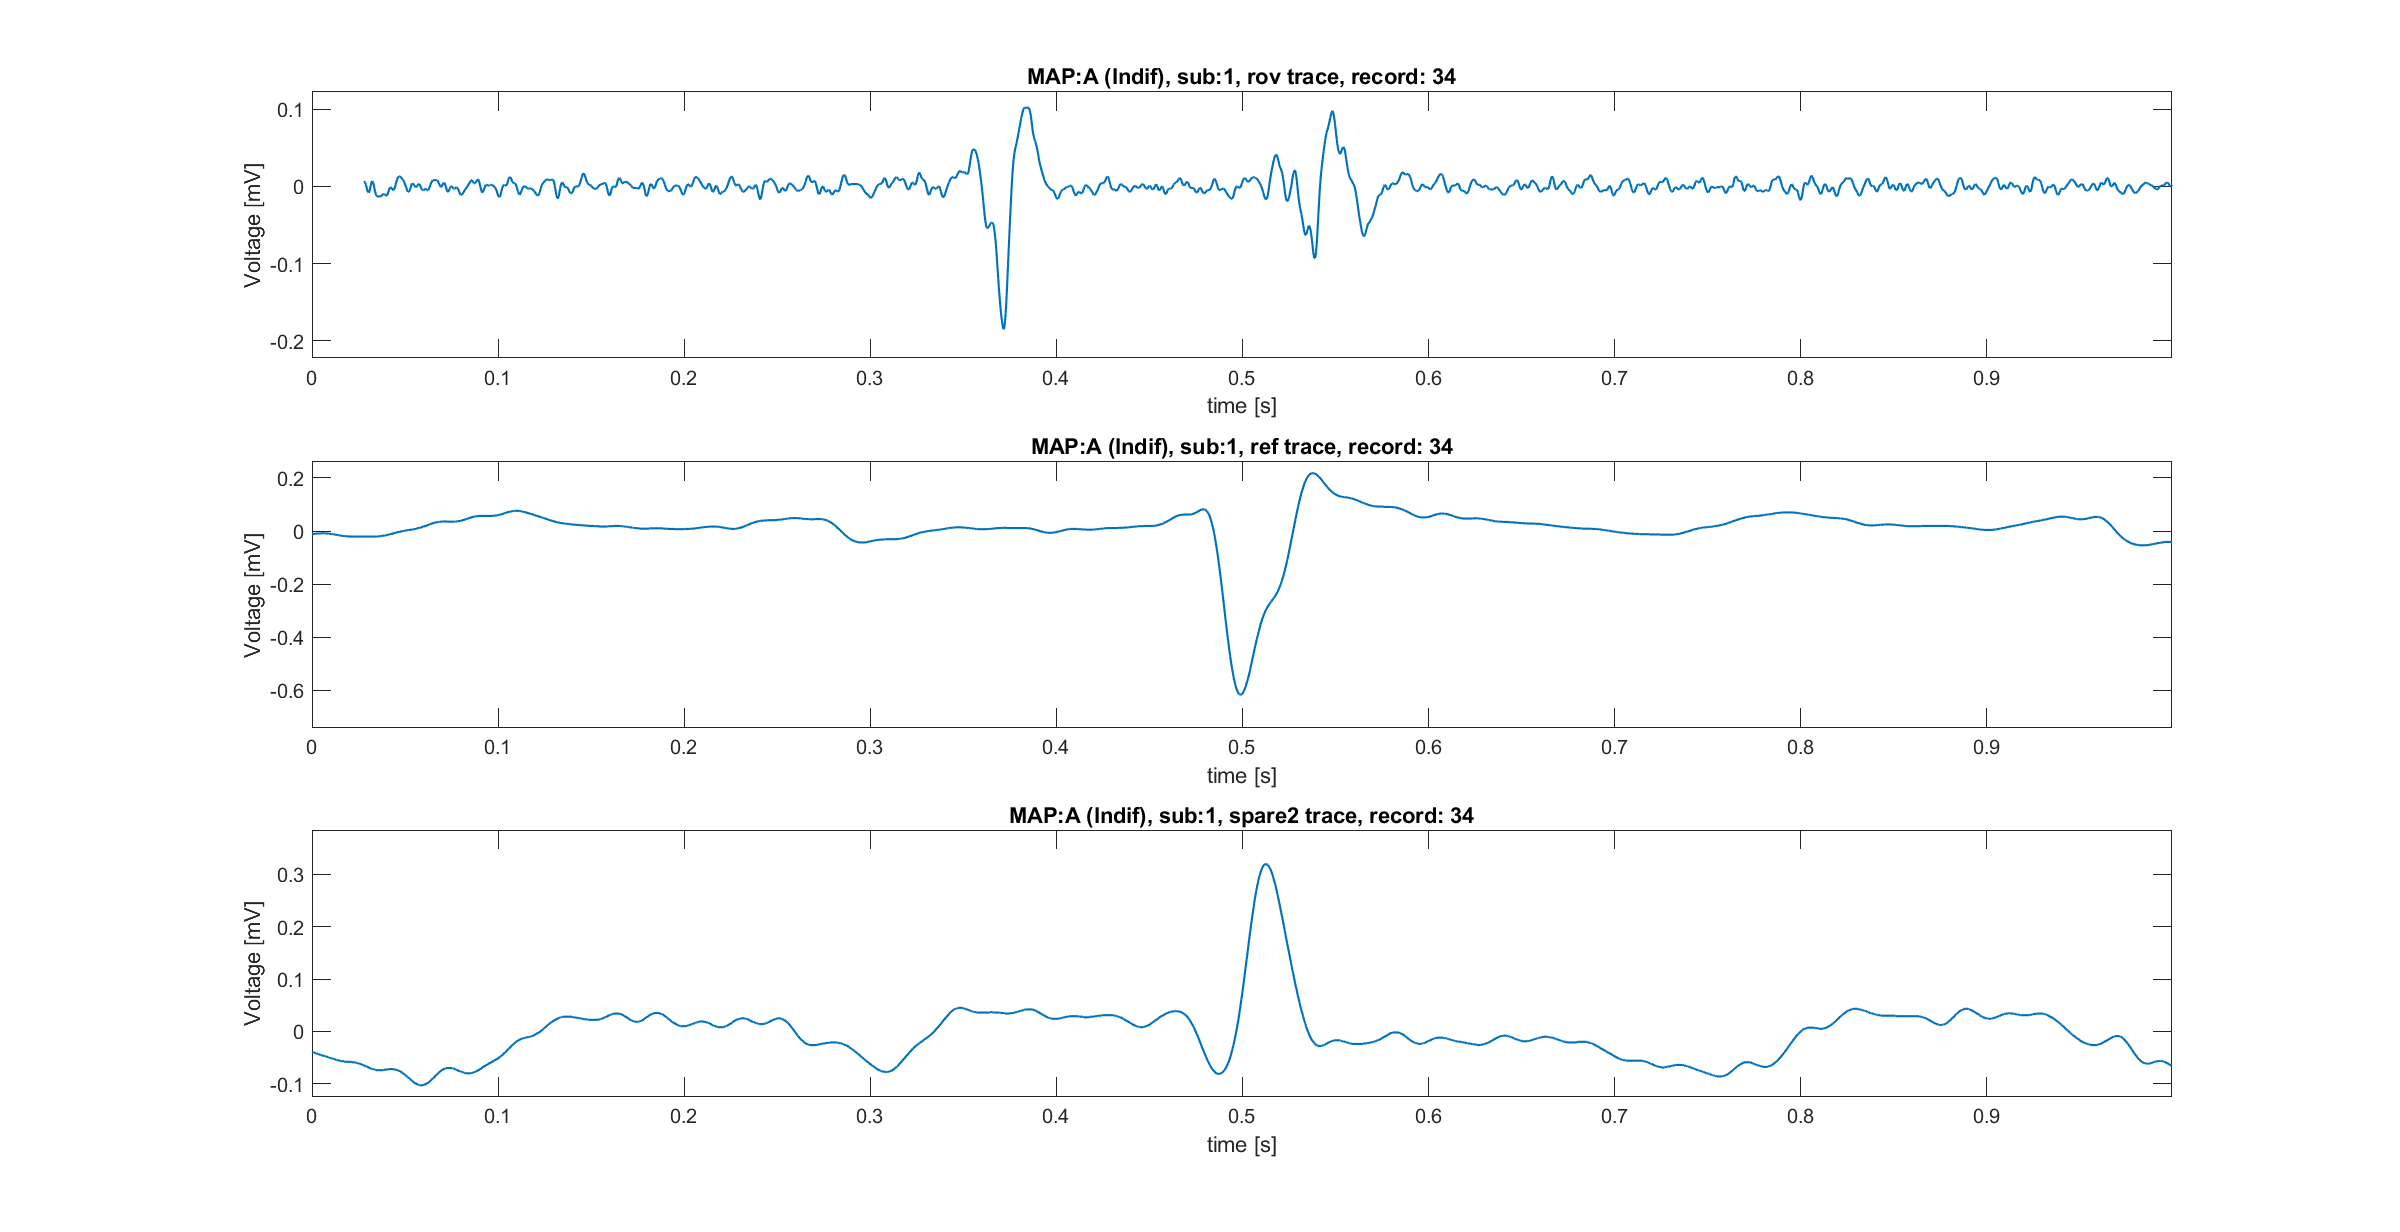 MAP:A (Indif), sub:1, rov trace, record: 34
0.1
0
-0.1
-0.2
Voltage [mV]
0 0.1 0.2 0.3 0.4 0.5 0.6 0.7 0.8 0.9
time [s]
MAP:A (Indif), sub:1, ref trace, record: 34
0.2
0
-0.2
-0.4
-0.6
Voltage [mV]
0 0.1 0.2 0.3 0.4 0.5 0.6 0.7 0.8 0.9
time [s]
MAP:A (Indif), sub:1, spare2 trace, record: 34
0.3
0.2
0.1
0
-0.1
Voltage [mV]
0 0.1 0.2 0.3 0.4 0.5 0.6 0.7 0.8 0.9
time [s]